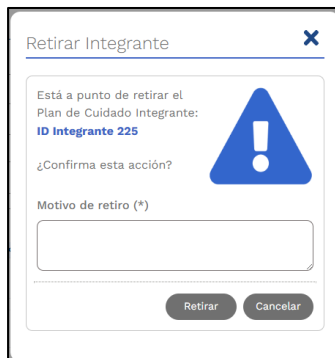 Retirar Integrante
Está a punto de retirar el
Plan de Cuidado Integrante:
ID Integrante 225
¿Confirma esta acción?
Motivo de retiro (*)
Retirar Cancelar